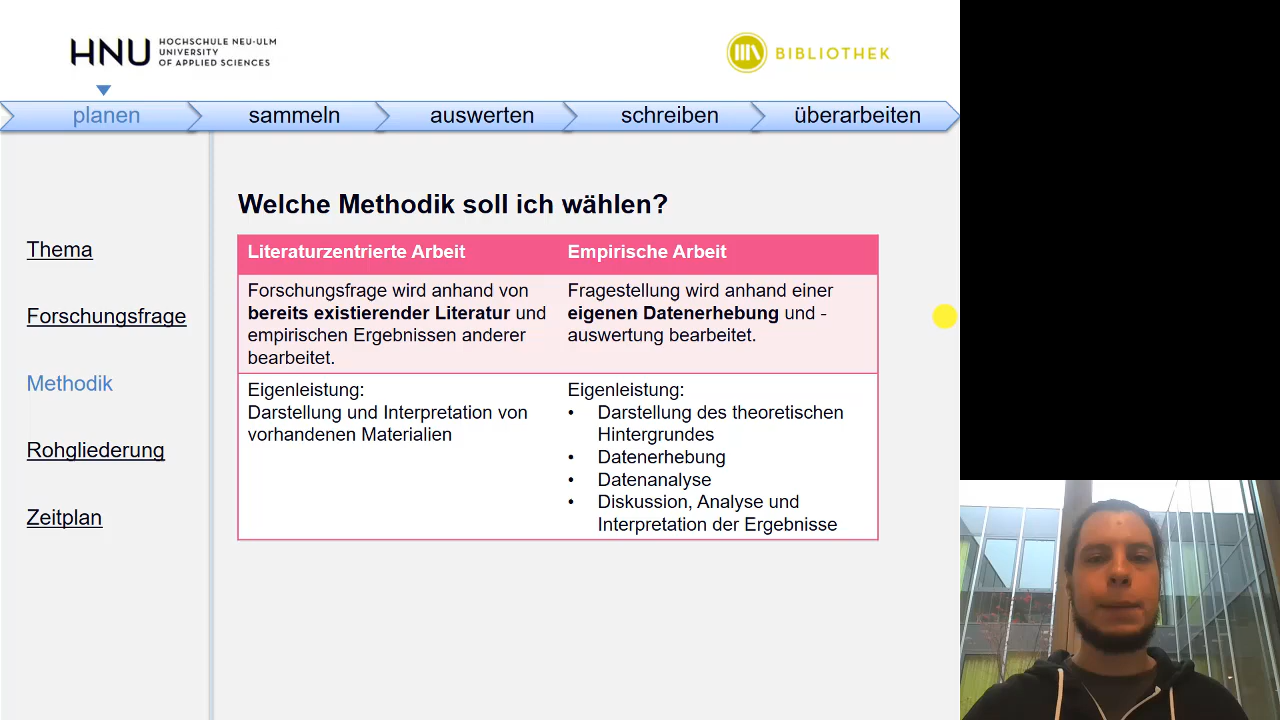 HNU HOCHSCHULE NEU-ULM
UNIVERSITY
OF APPLIED SCIENCES
BIBLIOTHEK
planen
sammeln
auswerten
schreiben
überarbeiten
Thema
Forschungsfrage
Methodik
Rohgliederung
Zeitplan
Welche Methodik soll ich wählen?
Literaturzentrierte Arbeit
Forschungsfrage wird anhand von
bereits existierender Literatur und
empirischen Ergebnissen anderer
bearbeitet.
Eigenleistung:
Darstellung und Interpretation von
vorhandenen Materialien
Empirische Arbeit
Fragestellung wird anhand einer
eigenen Datenerhebung und -
auswertung bearbeitet.
Eigenleistung:
• Darstellung des theoretischen
Hintergrundes
• Datenerhebung
• Datenanalyse
• Diskussion, Analyse und
Interpretation der Ergebnisse